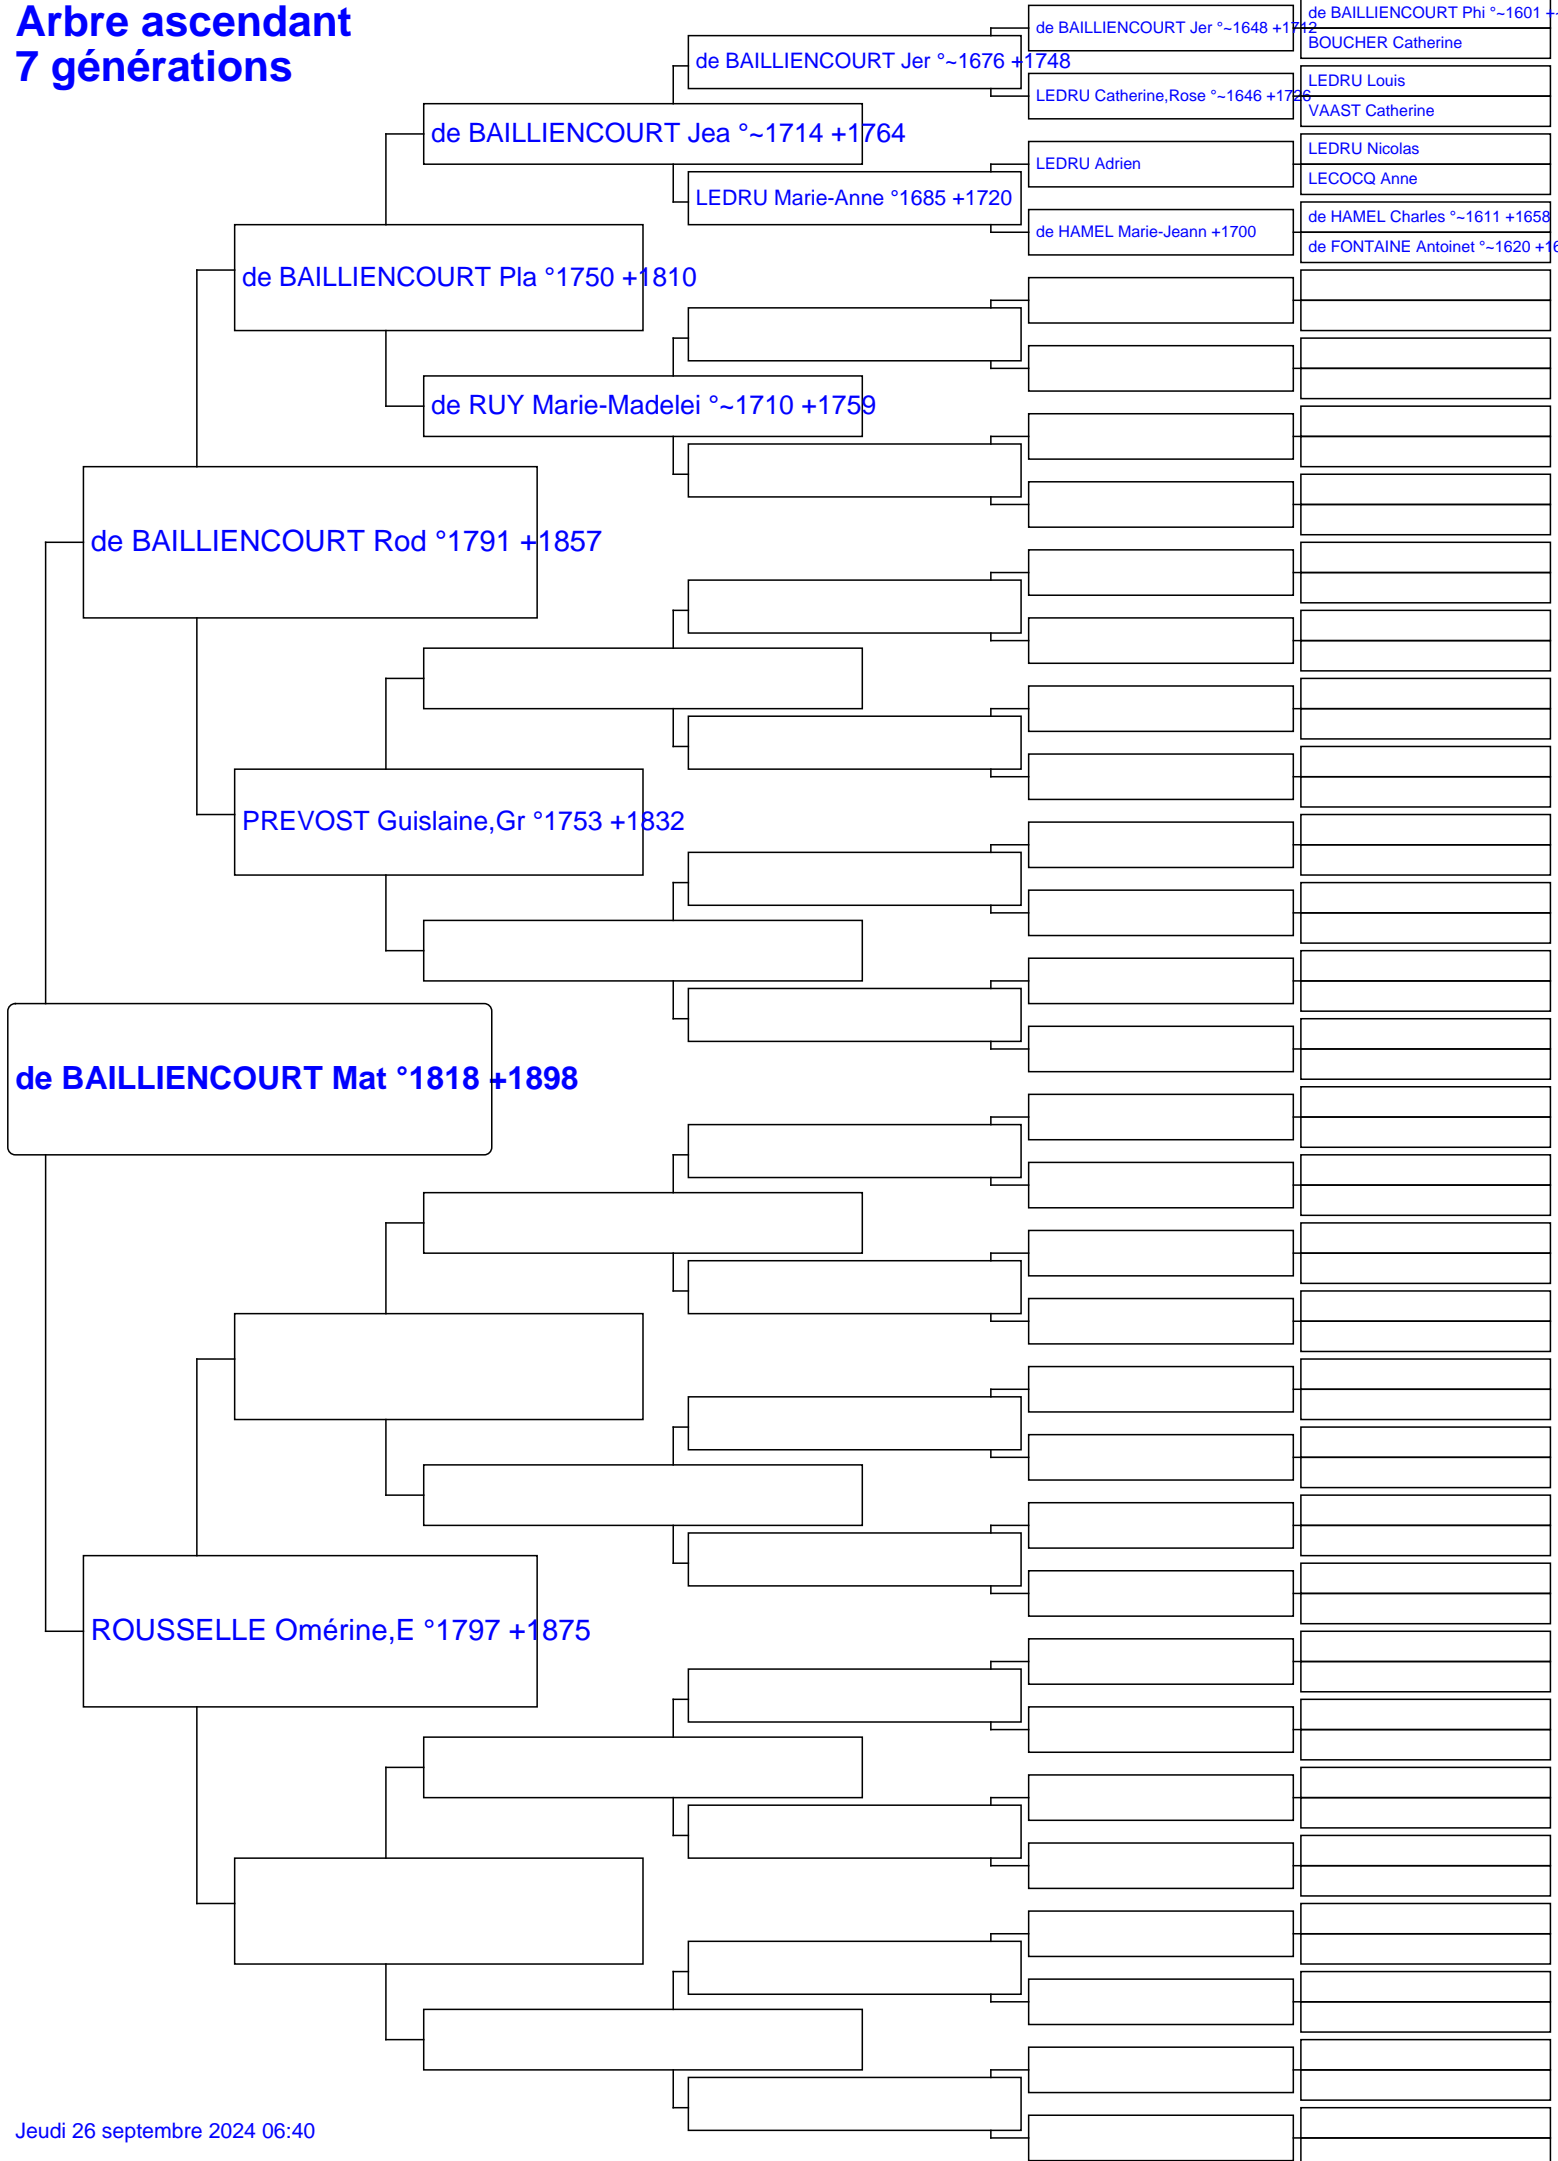 Arbre ascendant
7 générations
de BAILLIENCOURT Phi °~1601 +
de BAILLIENCOURT Jer °~1648 +1712
BOUCHER Catherine
de BAILLIENCOURT Jer °~1676 +1748
LEDRU Louis
LEDRU Catherine,Rose °~1646 +1726
VAAST Catherine
de BAILLIENCOURT Jea °~1714 +1764
LEDRU Nicolas
LEDRU Adrien
LECOCQ Anne
LEDRU Marie-Anne °1685 +1720
de HAMEL Charles °~1611 +1658
de HAMEL Marie-Jeann +1700
de FONTAINE Antoinet °~1620 +16
de BAILLIENCOURT Pla °1750 +1810
de RUY Marie-Madelei °~1710 +1759
de BAILLIENCOURT Rod °1791 +1857
PREVOST Guislaine,Gr °1753 +1832
de BAILLIENCOURT Mat °1818 +1898
ROUSSELLE Omérine,E °1797 +1875
Jeudi 26 septembre 2024 06:40